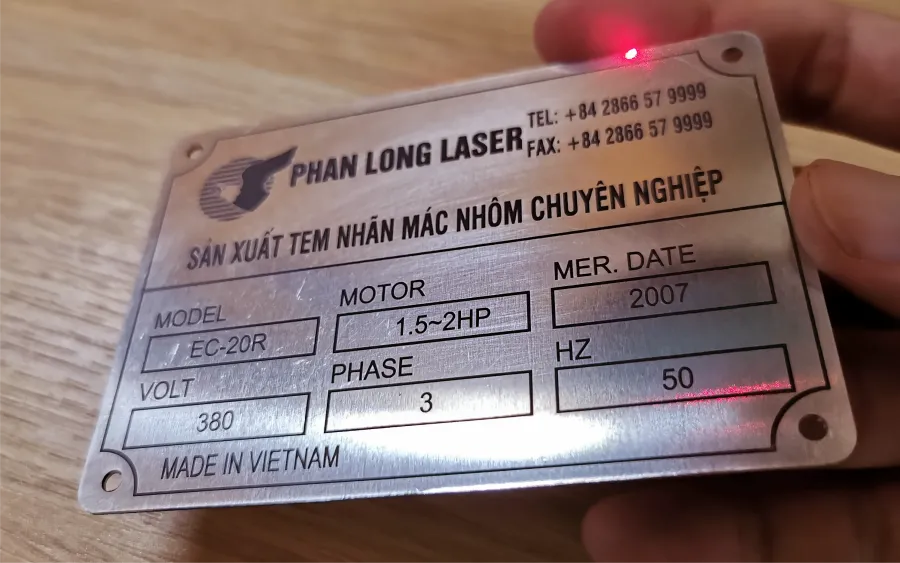 PHAN LONG LASER
TEL: +84 2866 57 9999
FAX: +84 2866 57 9999
SẢN XUẤT TEM NHÃN MÁC NHÔM CHUYÊN NGHIỆP
MODEL
EC-20R
MOTOR
1.5~2HP
MER. DATE
2007
VOLT
380
PHASE
3
HZ
50
MADE IN VIETNAM